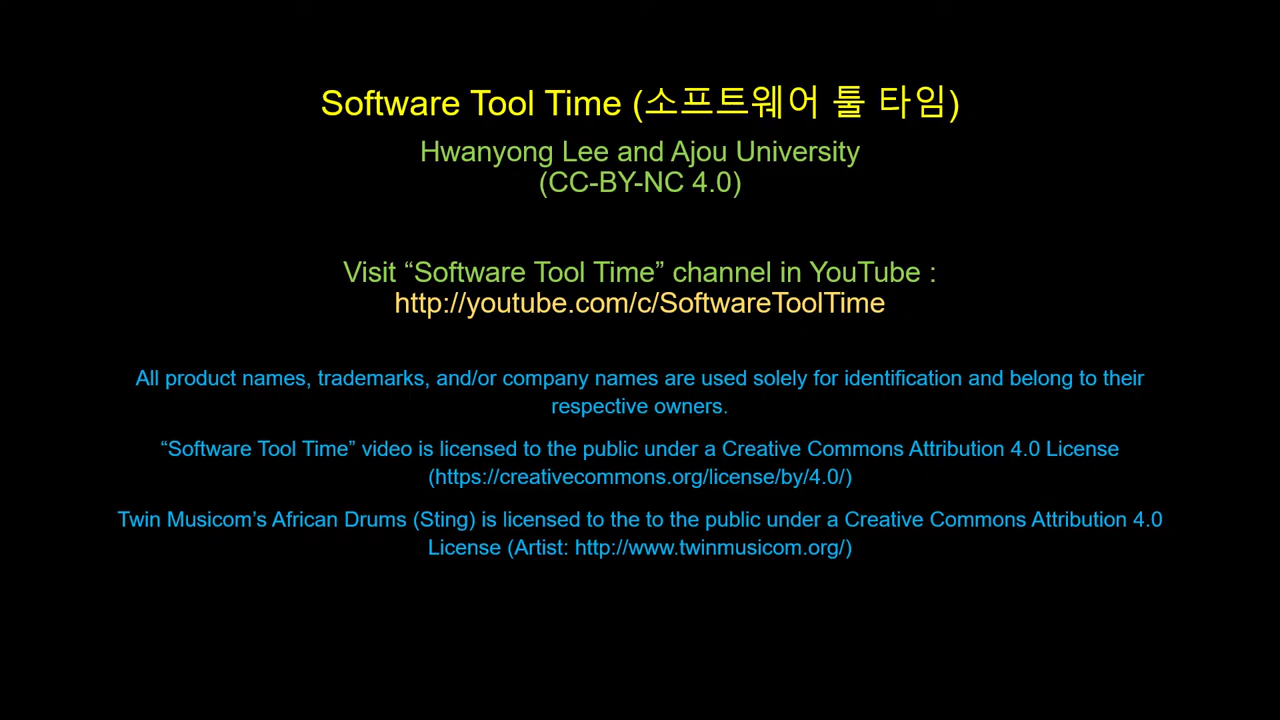 Software Tool Time (소프트웨어 툴 타임)
Hwanyong Lee and Ajou University
(CC-BY-NC 4.0)
Visit “Software Tool Time” channel in YouTube :
http://youtube.com/c/SoftwareToolTime
All product names, trademarks, and/or company names are used solely for identification and belong to their
respective owners.
“Software Tool Time” video is licensed to the public under a Creative Commons Attribution 4.0 License
(https://creativecommons.org/license/by/4.0/)
Twin Musicom’s African Drums (Sting) is licensed to the to the public under a Creative Commons Attribution 4.0
License (Artist: http://www.twinmusicom.org/)